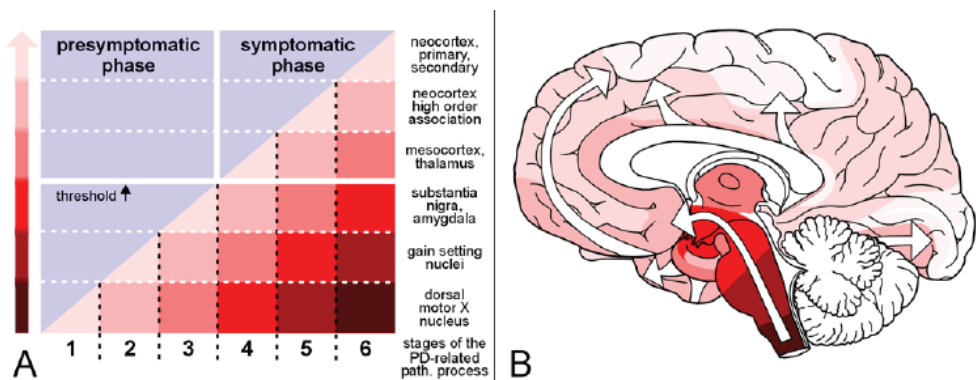 presymptomatic
phase
symptomatic
phase
neocortex,
primary,
secondary
neocortex
high order
association
mesocortex,
thalamus
threshold
substantia
nigra,
amygdala
gain setting
nuclei
dorsal
motor X
nucleus
1 2 3 4 5 6
stages of the
PD-related
path. process
A
B